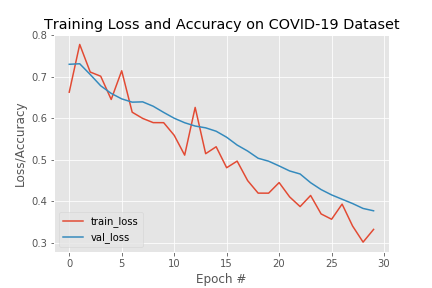 Training Loss and Accuracy on COVID-19 Dataset
Loss/Accuracy
0.8
0.7
0.6
0.5
0.4
0.3
train_loss
val_loss
0 5 10 15 20 25 30
Epoch #